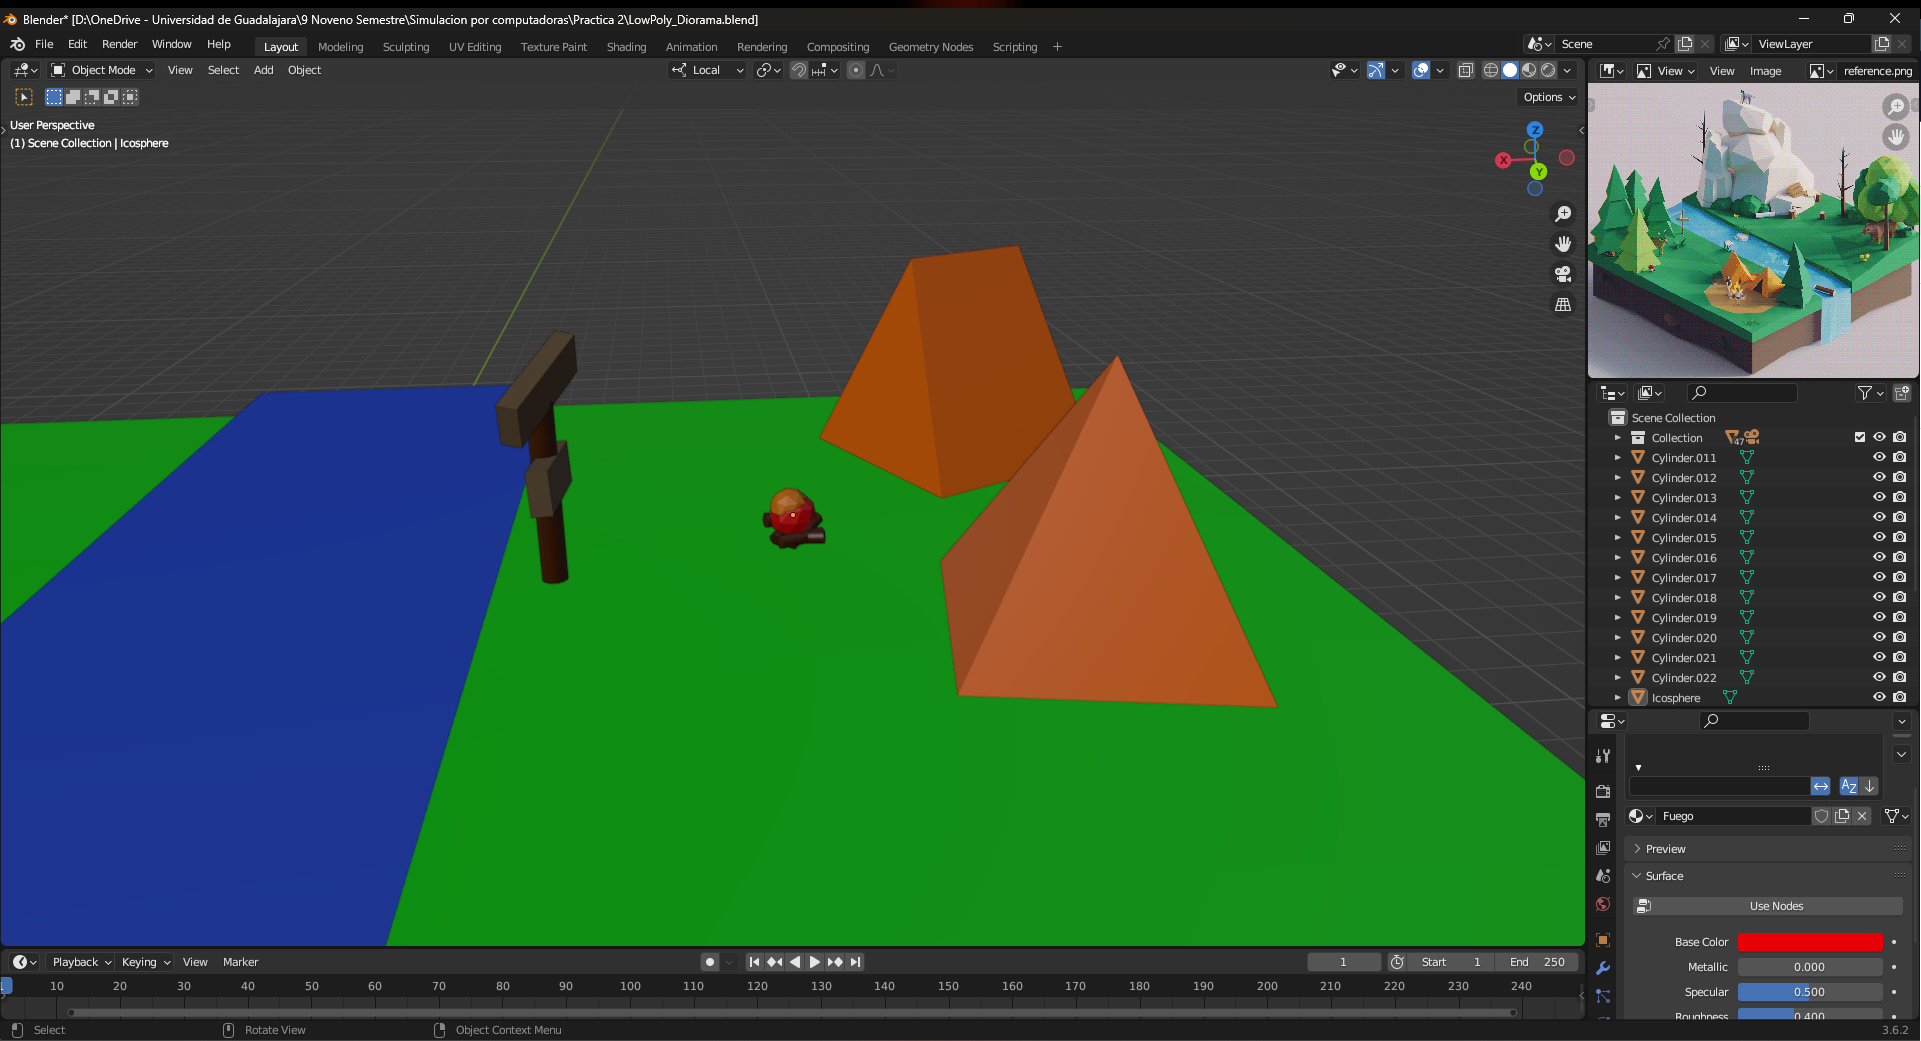 Blender* [D:\OneDrive - Universidad de Guadalajara\9 Noveno Semestre\Simulacion por computadoras\Practica 2\LowPoly_Diorama.blend]
File Edit Render Window Help Layout Modeling Sculpting UV Editing Texture Paint Shading Animation Rendering Compositing Geometry Nodes Scripting + Scene ViewLayer
Object Mode View Select Add Object Local View View Image reference.png
Options
User Perspective
(1) Scene Collection | Icosphere
Z
X
Y
Scene Collection
Collection 47
Cylinder.011
Cylinder.012
Cylinder.013
Cylinder.014
Cylinder.015
Cylinder.016
Cylinder.017
Cylinder.018
Cylinder.019
Cylinder.020
Cylinder.021
Cylinder.022
Icosphere
AZ
Fuego
Preview
Surface
Use Nodes
Base Color
Metallic 0.000
Specular 0.500
Roughness 0.400
Playback Keying View Marker 1 Start 1 End 250
1 10 20 30 40 50 60 70 80 90 100 110 120 130 140 150 160 170 180 190 200 210 220 230 240
Select Rotate View Object Context Menu 3.6.2